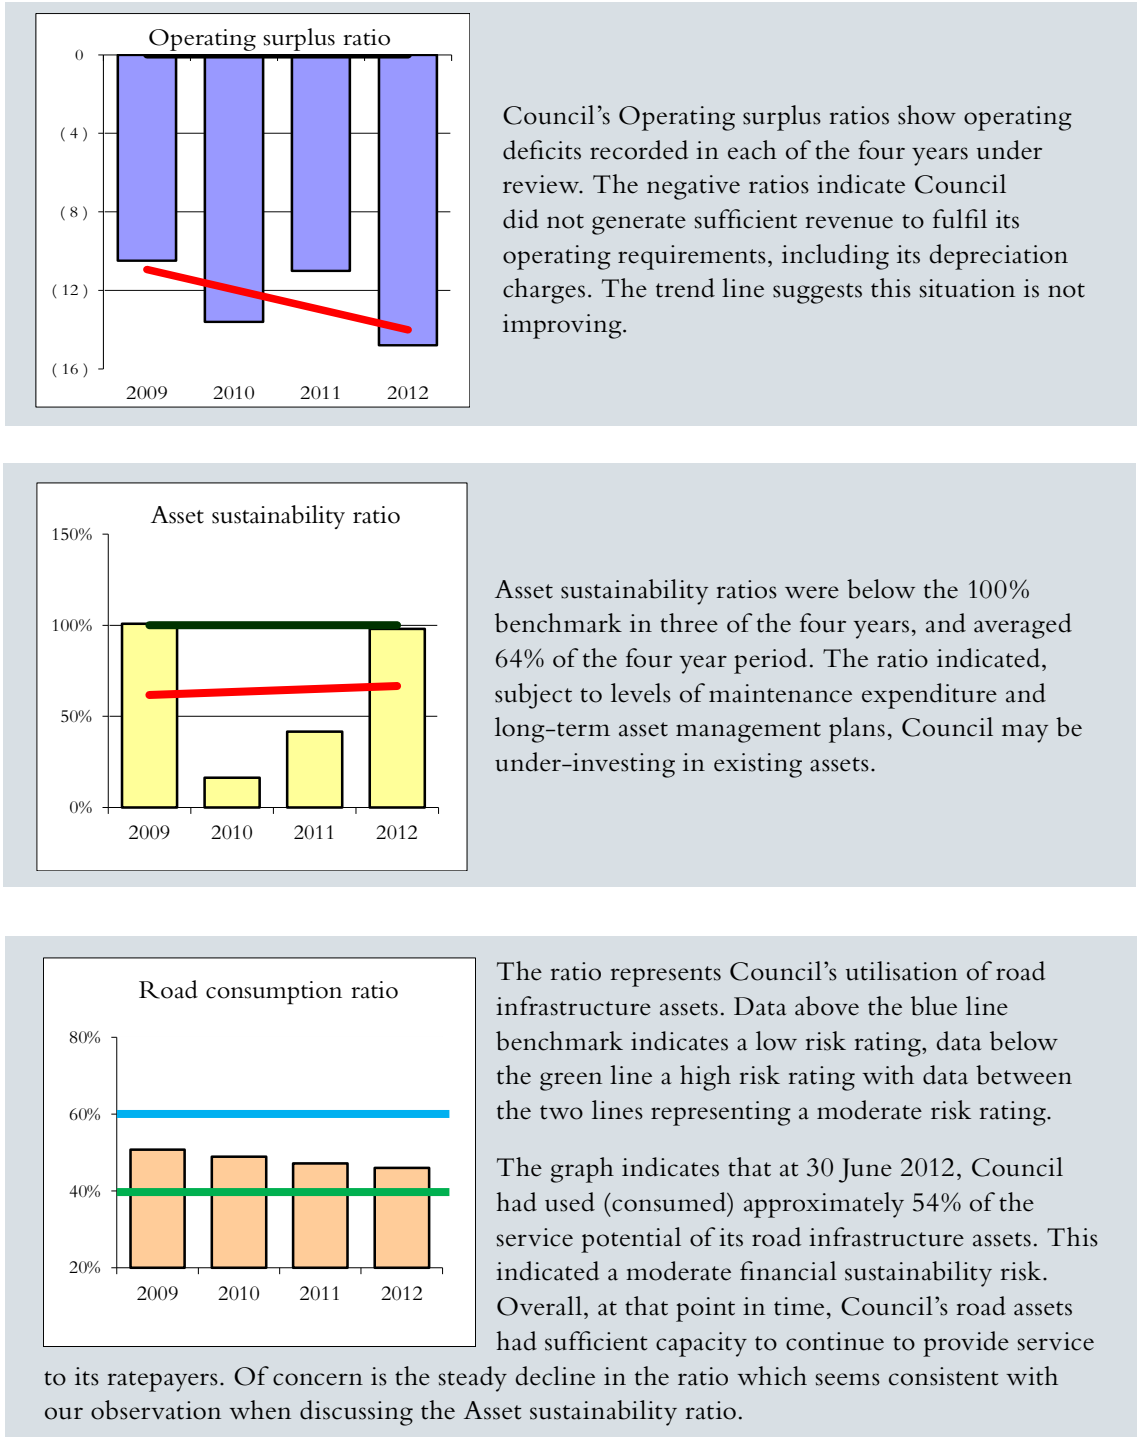 Operating surplus ratio
0
( 4 )
( 8 )
( 12 )
( 16 )
2009 2010 2011 2012
Council’s Operating surplus ratios show operating
deficits recorded in each of the four years under
review. The negative ratios indicate Council
did not generate sufficient revenue to fulfil its
operating requirements, including its depreciation
charges. The trend line suggests this situation is not
improving.
Asset sustainability ratio
150%
100%
50%
0%
2009 2010 2011 2012
Asset sustainability ratios were below the 100%
benchmark in three of the four years, and averaged
64% of the four year period. The ratio indicated,
subject to levels of maintenance expenditure and
long-term asset management plans, Council may be
under-investing in existing assets.
Road consumption ratio
80%
60%
40%
20%
2009 2010 2011 2012
The ratio represents Council’s utilisation of road
infrastructure assets. Data above the blue line
benchmark indicates a low risk rating, data below
the green line a high risk rating with data between
the two lines representing a moderate risk rating.
The graph indicates that at 30 June 2012, Council
had used (consumed) approximately 54% of the
service potential of its road infrastructure assets. This
indicated a moderate financial sustainability risk.
Overall, at that point in time, Council’s road assets
had sufficient capacity to continue to provide service
to its ratepayers. Of concern is the steady decline in the ratio which seems consistent with
our observation when discussing the Asset sustainability ratio.